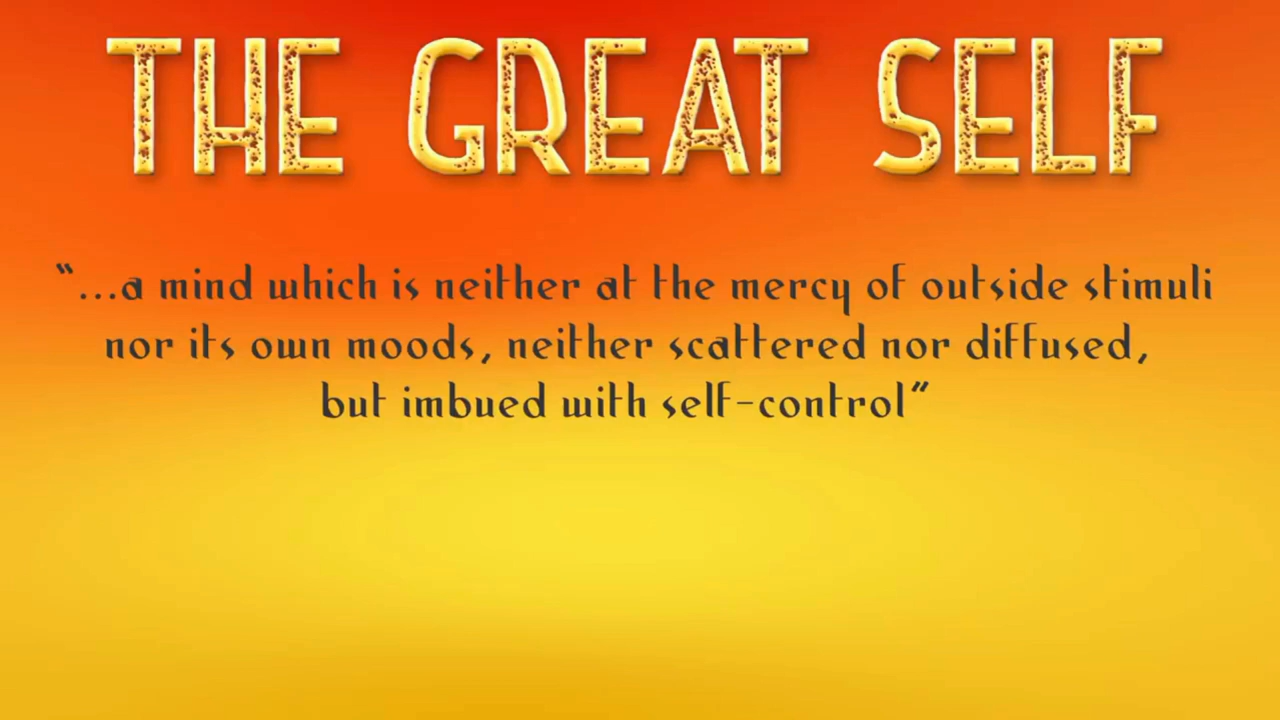 THE GREAT SELF
"...a mind which is neither at the mercy of outside stimuli
nor its own moods, neither scattered nor diffused,
but imbued with self-control"